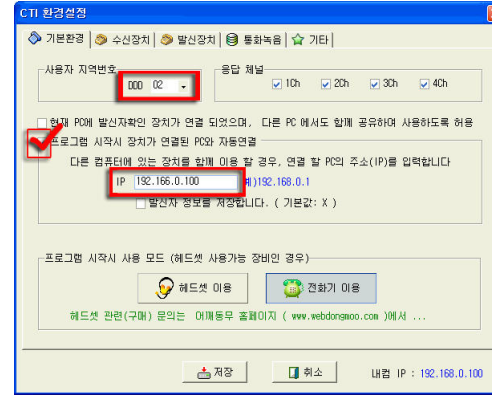 CTI 환경설정
기본환경 수신장치 발신장치 통화녹음 기타
사용자 지역번호
DDD 02
응답 채널
1Ch 2Ch 3Ch 4Ch
현재 PC에 발신자확인 장치가 연결 되었으며, 다른 PC 에서도 함께 공유하며 사용하도록 허용
프로그램 시작시 장치가 연결된 PC와 자동연결
다른 컴퓨터에 있는 장치를 함께 이용 할 경우, 연결 할 PC의 주소(IP)를 입력합니다
IP 192.166.0.100 예)192.168.0.1
발신자 정보를 저장합니다. ( 기본값: X )
프로그램 시작시 사용 모드 (헤드셋 사용가능 장비인 경우)
헤드셋 이용 전화기 이용
헤드셋 관련(구매) 문의는 어깨동무 홈페이지 ( www.webdongmoo.com )에서 ...
저장 취소 내컴 IP : 192.168.0.100